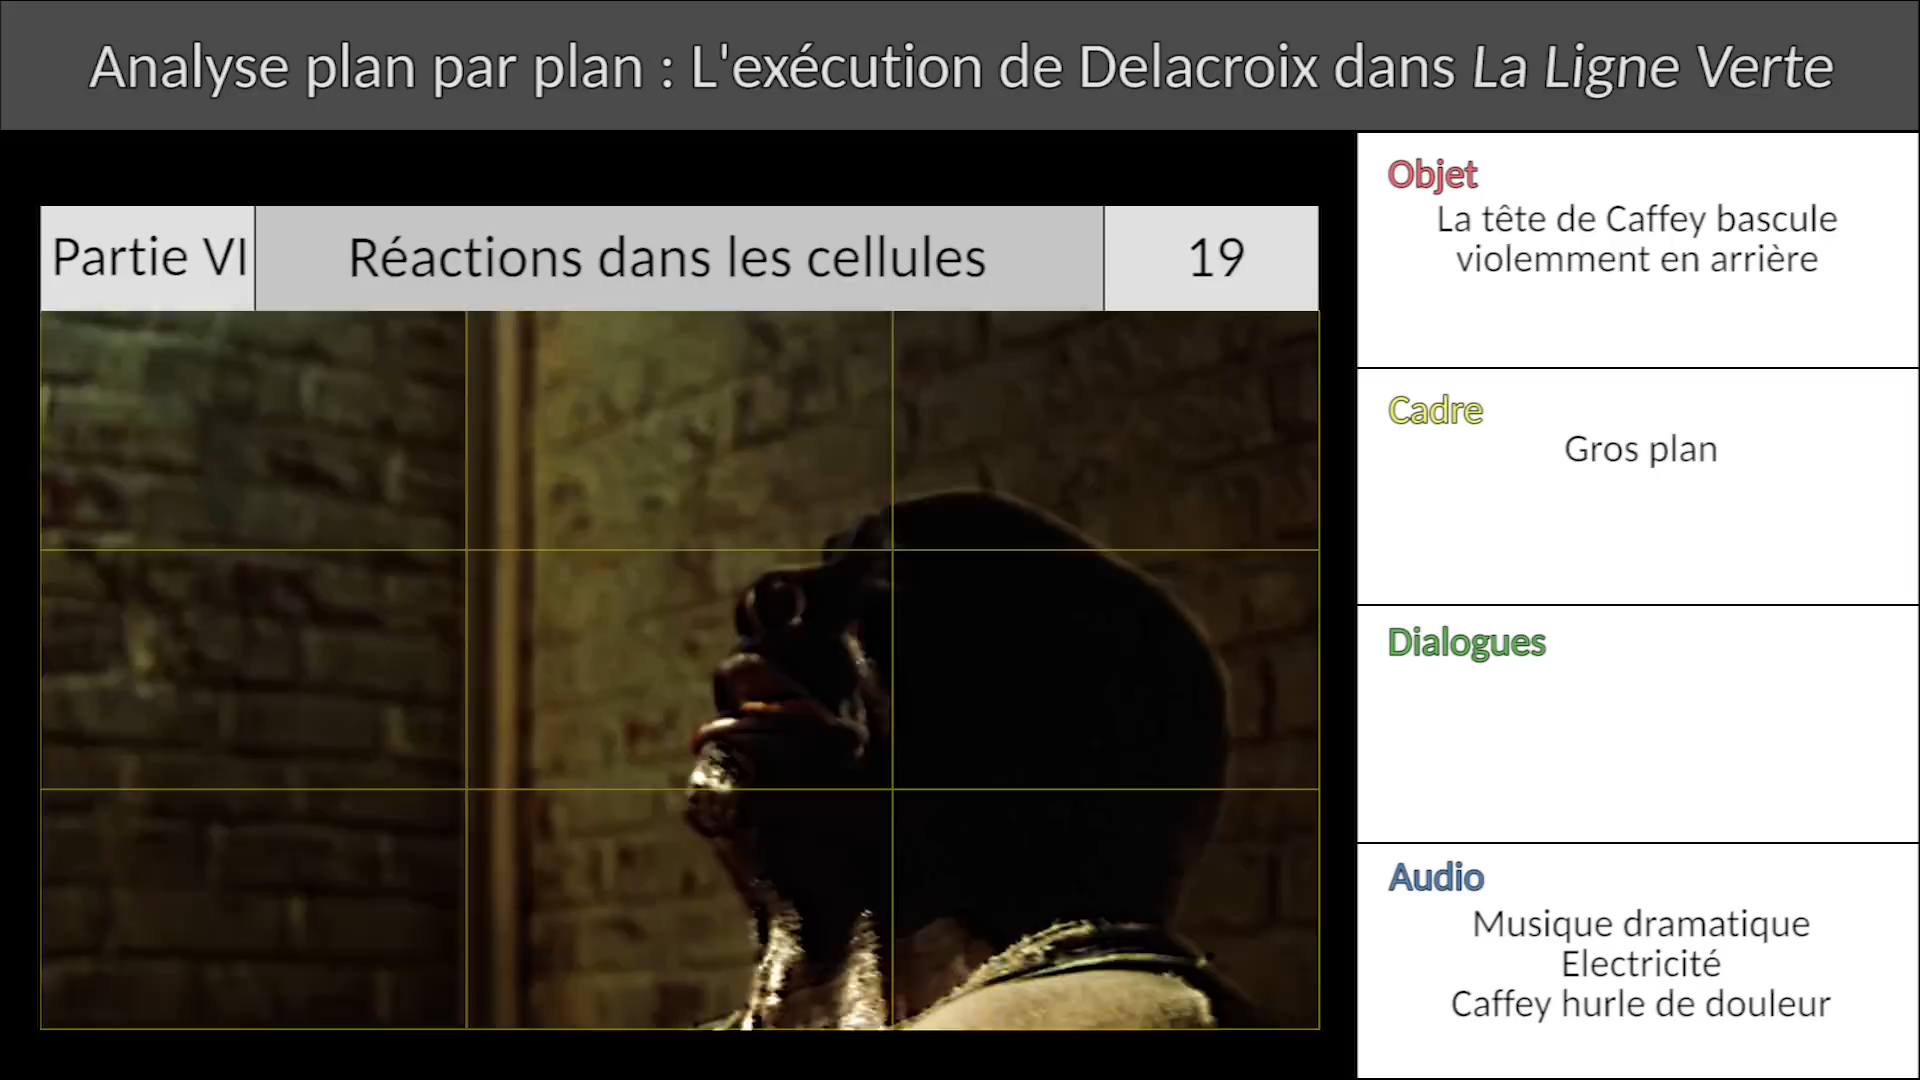 Analyse plan par plan : L'exécution de Delacroix dans La Ligne Verte
Partie VI
Réactions dans les cellules
19
Objet
La tête de Caffey bascule
violemment en arrière
Cadre
Gros plan
Dialogues
Audio
Musique dramatique
Electricité
Caffey hurle de douleur